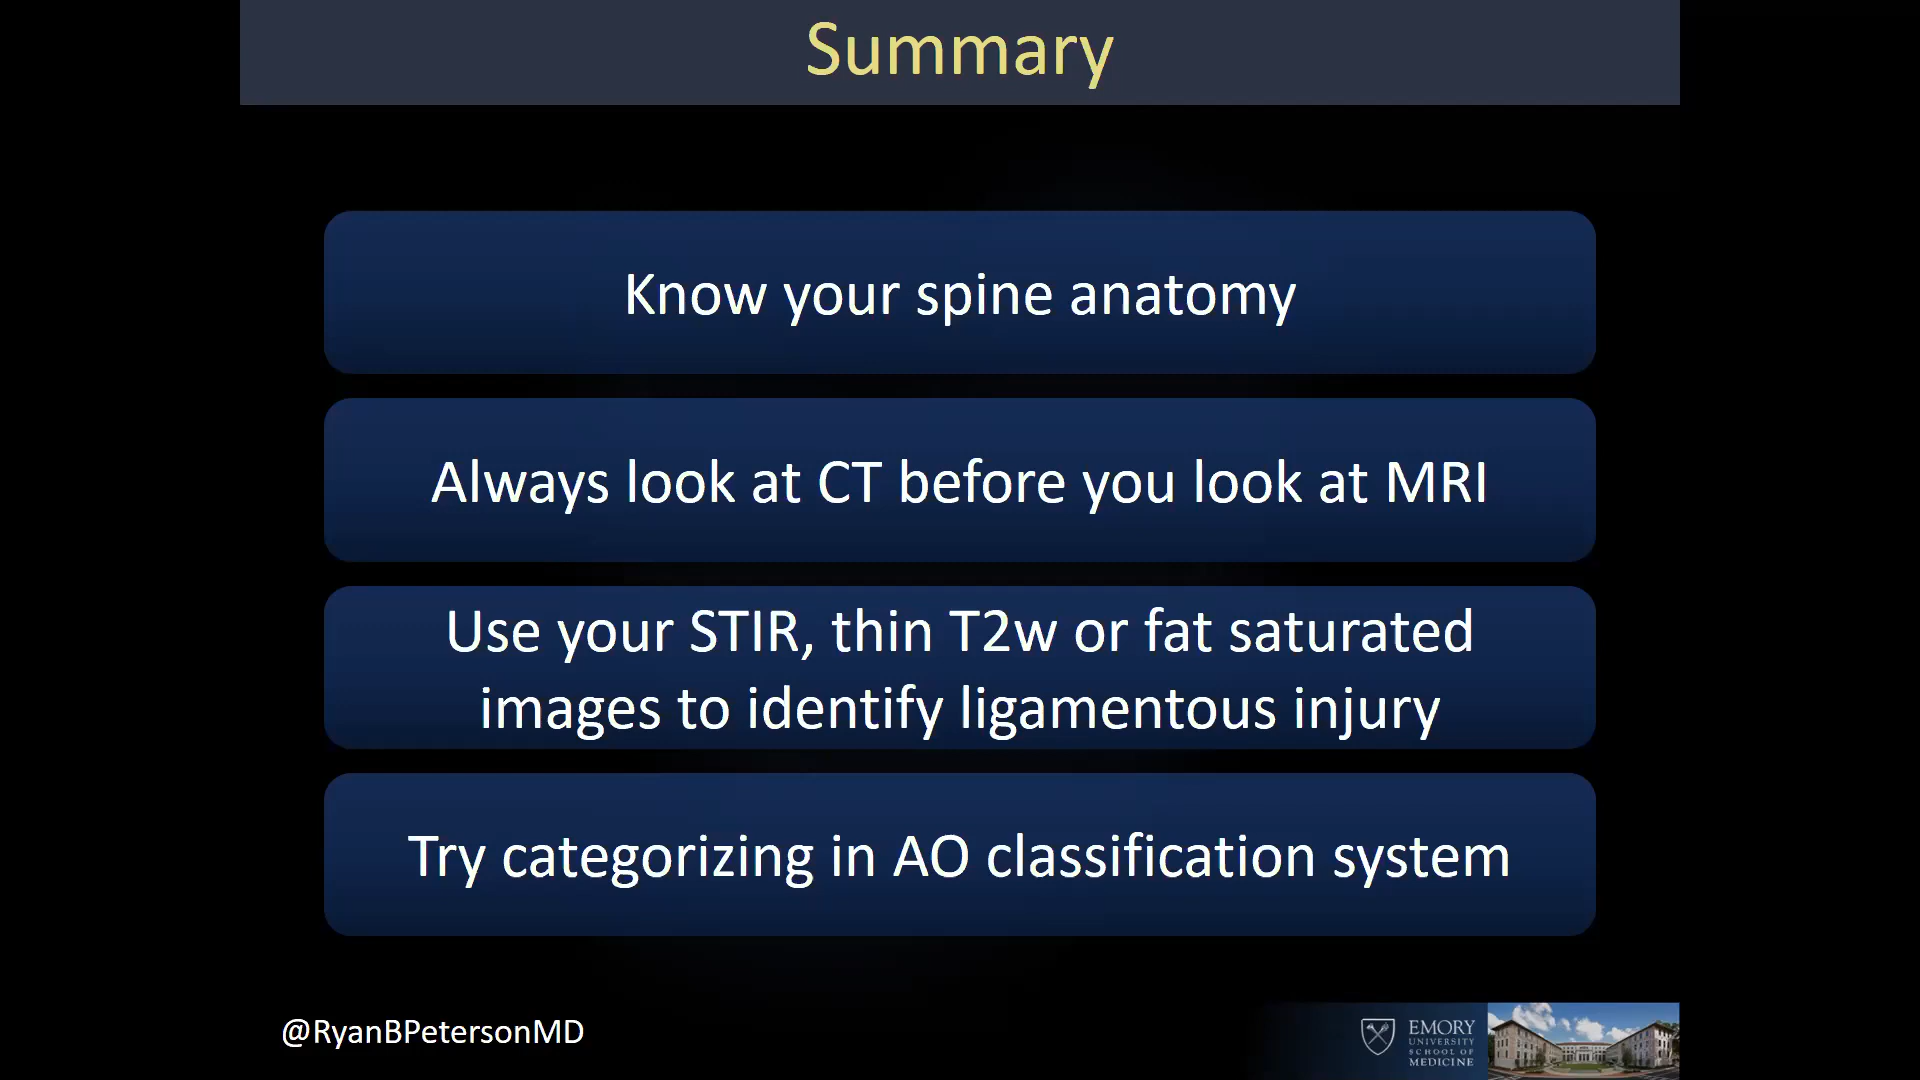 Summary
Know your spine anatomy
Always look at CT before you look at MRI
Use your STIR, thin T2w or fat saturated
images to identify ligamentous injury
Try categorizing in AO classification system
@RyanBPetersonMD
EMORY
UNIVERSITY
SCHOOL OF
MEDICINE